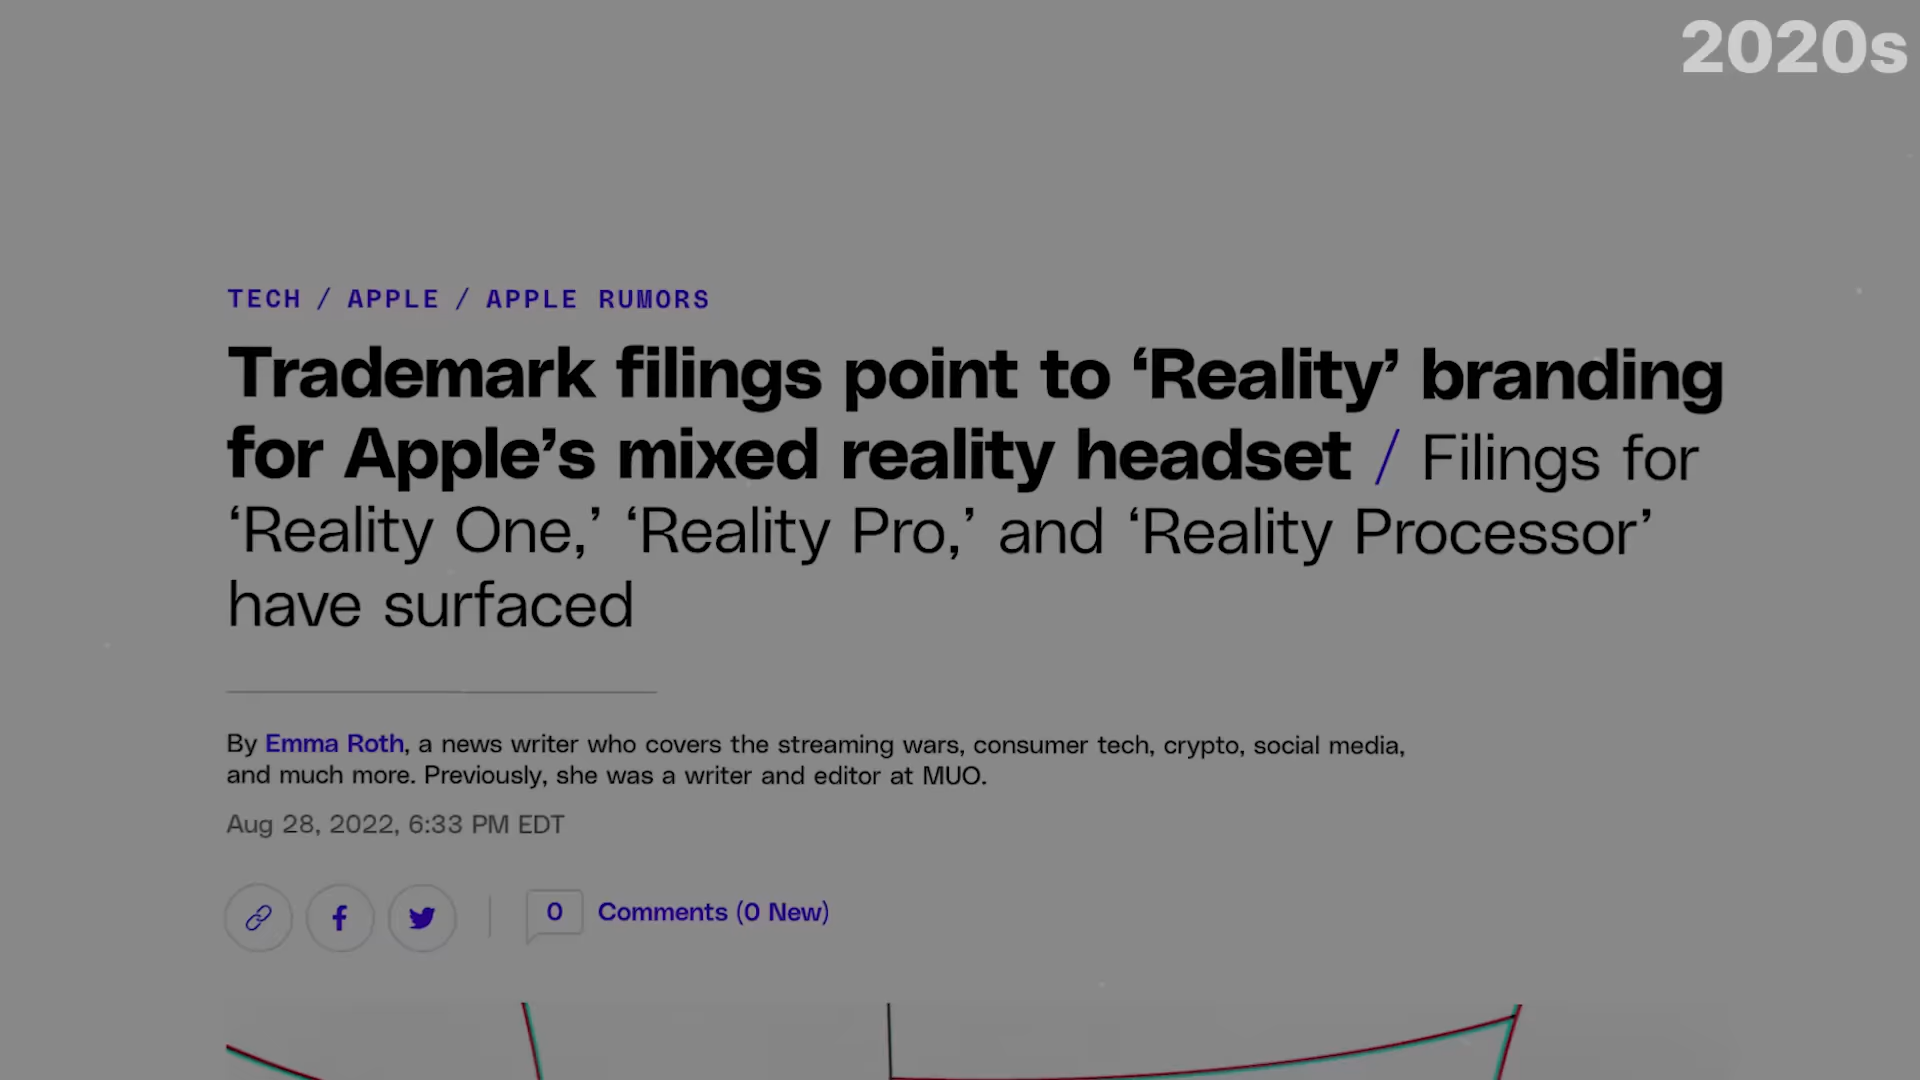 2020s
TECH / APPLE / APPLE RUMORS
Trademark filings point to ‘Reality’ branding
for Apple’s mixed reality headset / Filings for
‘Reality One,’ ‘Reality Pro,’ and ‘Reality Processor’
have surfaced
By Emma Roth, a news writer who covers the streaming wars, consumer tech, crypto, social media,
and much more. Previously, she was a writer and editor at MUO.
Aug 28, 2022, 6:33 PM EDT
0 Comments (0 New)